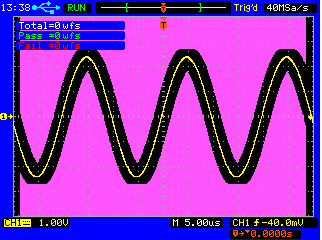 13:38 RUN Trig'd 40MSa/s
Total=0wfs
Pass =0wfs
Fail =0wfs
T
1
CH1 1.00V M 5.00us CH1 -40.0mV
0.0000s